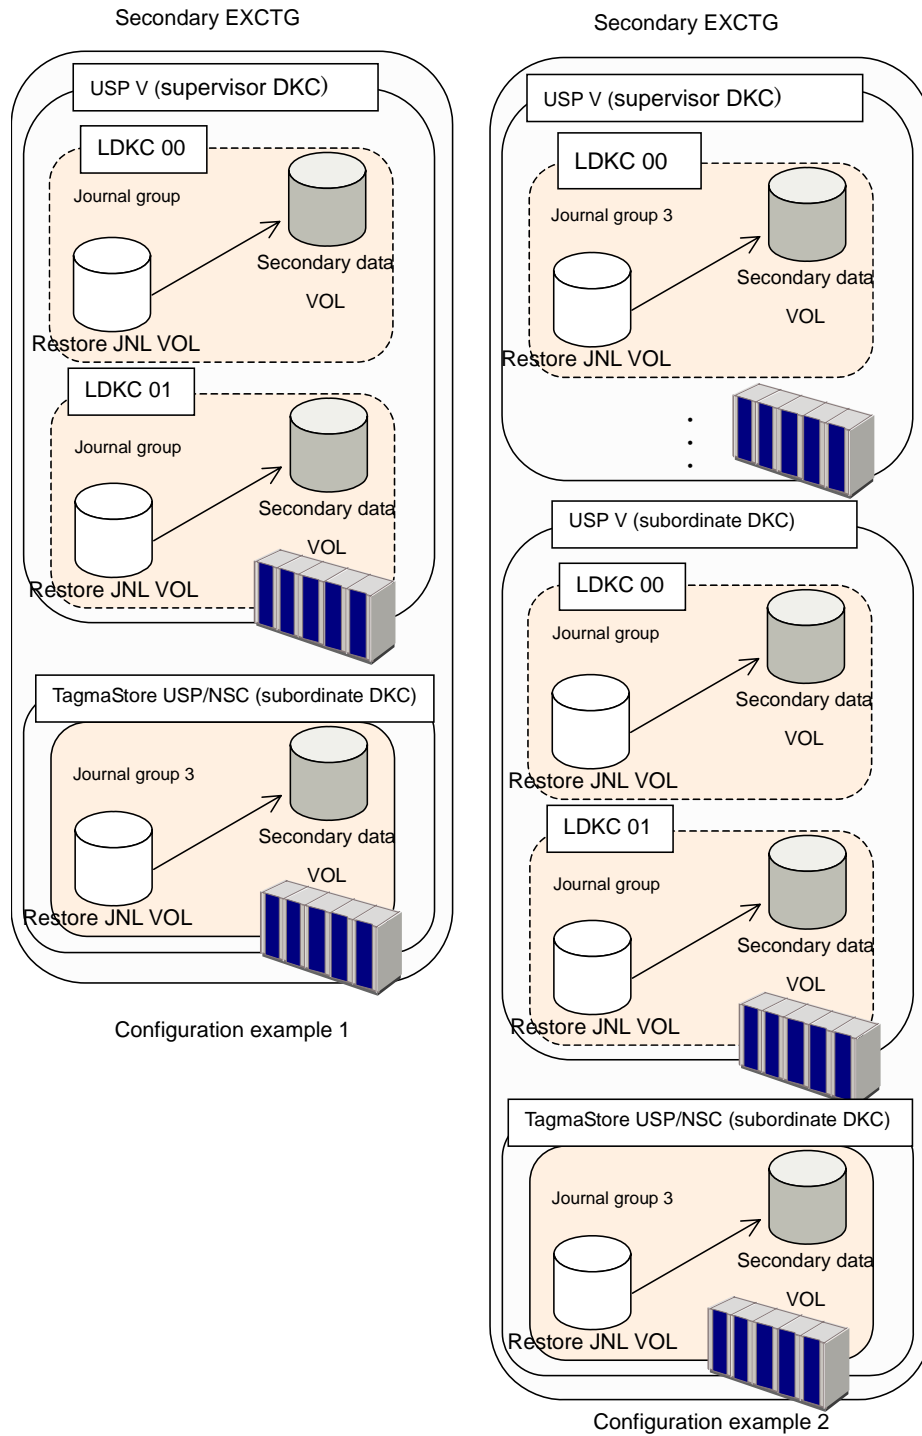 Secondary EXCTG
USP V (supervisor DKC)
LDKC 00
Journal group
Secondary data
VOL
Restore JNL VOL
LDKC 01
Journal group
Secondary data
VOL
Restore JNL VOL
TagmaStore USP/NSC (subordinate DKC)
Journal group 3
Secondary data
VOL
Restore JNL VOL
Configuration example 1
Secondary EXCTG
USP V (supervisor DKC)
LDKC 00
Journal group 3
Secondary data
VOL
Restore JNL VOL
USP V (subordinate DKC)
LDKC 00
Journal group
Secondary data
VOL
Restore JNL VOL
LDKC 01
Journal group
Secondary data
VOL
Restore JNL VOL
TagmaStore USP/NSC (subordinate DKC)
Journal group 3
Secondary data
VOL
Restore JNL VOL
Configuration example 2